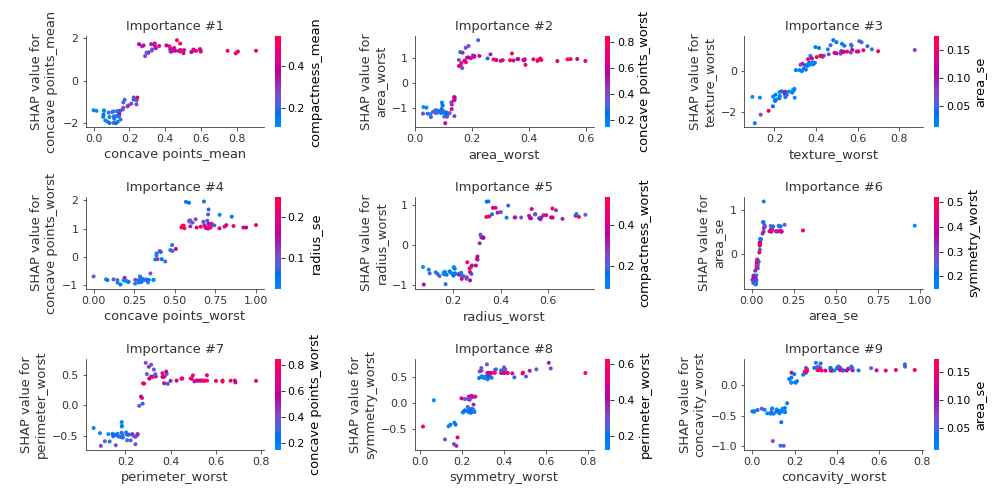 Importance #1
SHAP value for
concave points_mean
2
0
−2
0.0 0.2 0.4 0.6 0.8
concave points_mean
0.4
0.2
compactness_mean
Importance #2
SHAP value for
area_worst
1
0
−1
0.0 0.2 0.4 0.6
area_worst
0.8
0.6
0.4
0.2
concave points_worst
Importance #3
SHAP value for
texture_worst
0
−2
0.0 0.2 0.4 0.6 0.8
texture_worst
0.15
0.10
0.05
area_se
Importance #4
SHAP value for
concave points_worst
2
1
0
−1
0.00 0.25 0.50 0.75 1.00
concave points_worst
0.2
0.1
radius_se
Importance #5
SHAP value for
radius_worst
1
0
−1
0.2 0.4 0.6
radius_worst
0.4
0.2
compactness_worst
Importance #6
SHAP value for
area_se
1
0
0.00 0.25 0.50 0.75 1.00
area_se
0.5
0.4
0.3
0.2
symmetry_worst
Importance #7
SHAP value for
perimeter_worst
0.5
0.0
−0.5
0.2 0.4 0.6 0.8
perimeter_worst
0.8
0.6
0.4
0.2
concave points_worst
Importance #8
SHAP value for
symmetry_worst
0.5
0.0
−0.5
0.0 0.2 0.4 0.6 0.8
symmetry_worst
0.6
0.4
0.2
perimeter_worst
Importance #9
SHAP value for
concavity_worst
0.0
−0.5
−1.0
0.0 0.2 0.4 0.6 0.8
concavity_worst
0.15
0.10
0.05
area_se